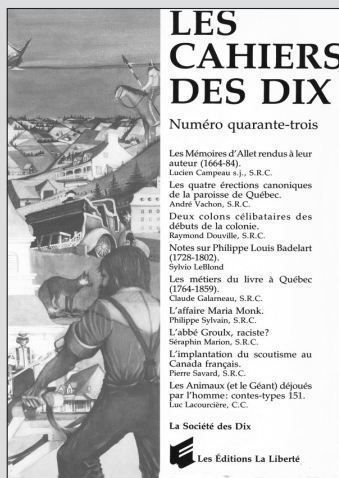 LES
CAHIERS
DES DIX
Numéro quarante-trois
Les Mémoires d'Allet rendus à leur
auteur (1664-84).
Lucien Campeau s.j., S.R.C.
Les quatre érections canoniques
de la paroisse de Québec.
André Vachon, S.R.C.
Deux colons célibataires des
débuts de la colonie.
Raymond Douville, S.R.C.
Notes sur Philippe Louis Badelart
(1728-1802).
Sylvio LeBlond
Les métiers du livre à Québec
(1764-1859).
Claude Galarneau, S.R.C.
L'affaire Maria Monk.
Philippe Sylvain, S.R.C.
L'abbé Groulx, raciste?
Séraphin Marion, S.R.C.
L'implantation du scoutisme au
Canada français.
Pierre Savard, S.R.C.
Les Animaux (et le Géant) déjoués
par l'homme: contes-types 151.
Luc Lacourcière, C.C.
La Société des Dix
Les Éditions La Liberté